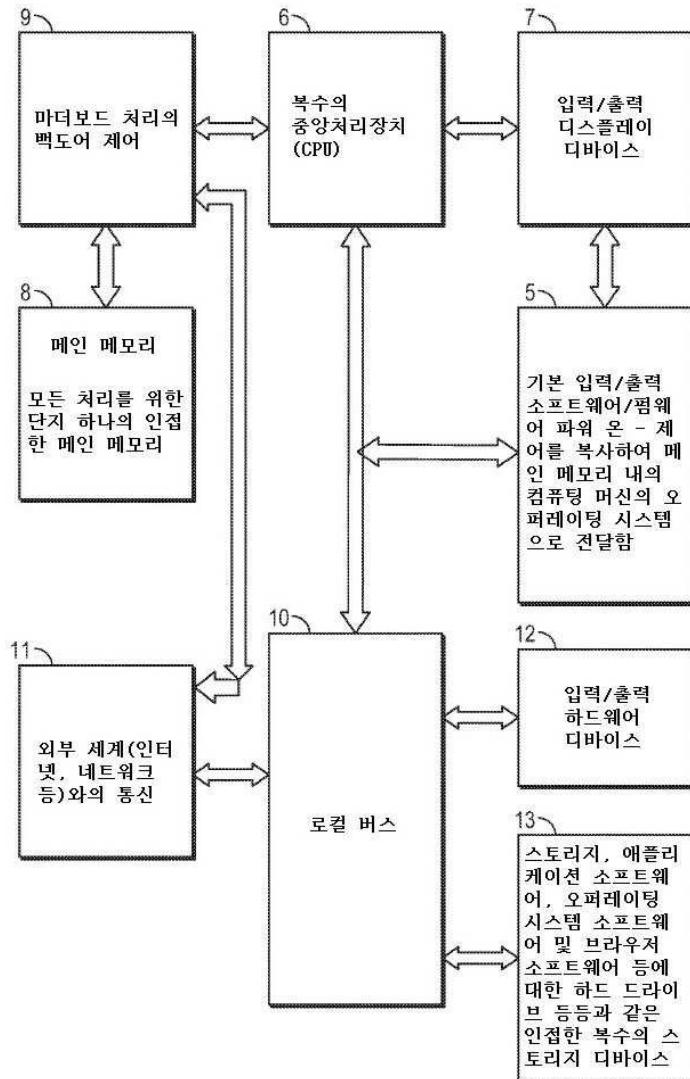 9
마더보드 처리의
백도어 제어
6
복수의
중앙처리장치
(CPU)
7
입력/출력
디스플레이
디바이스
8
메인 메모리
모든 처리를 위한
단지 하나의 인접
한 메인 메모리
5
기본 입력/출력
소프트웨어/펌웨
어 파워 온 - 제
어를 복사하여 메
인 메모리 내의
컴퓨팅 머신의 오
퍼레이팅 시스템
으로 전달함
11
외부 세계(인터
넷, 네트워크
등)와의 통신
10
로컬 버스
12
입력/출력
하드웨어
디바이스
13
스토리지, 애플리
케이션 소프트웨
어, 오퍼레이팅
시스템 소프트웨
어 및 브라우저
소프트웨어 등에
대한 하드 드라이
브 등등과 같은
인접한 복수의 스
토리지 디바이스